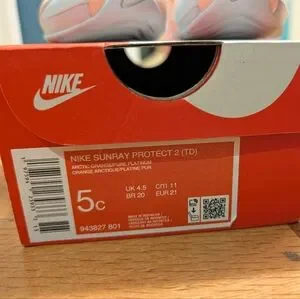 NIKE
NIKE SUNRAY PROTECT 2 (TD)
ARCTIC ORANGE/PURE PLATINUM
ORANGE ARCTIQUE/PLATINE PUR
5C
UK 4.5 CM 11
BR 20 EUR 21
943827 801